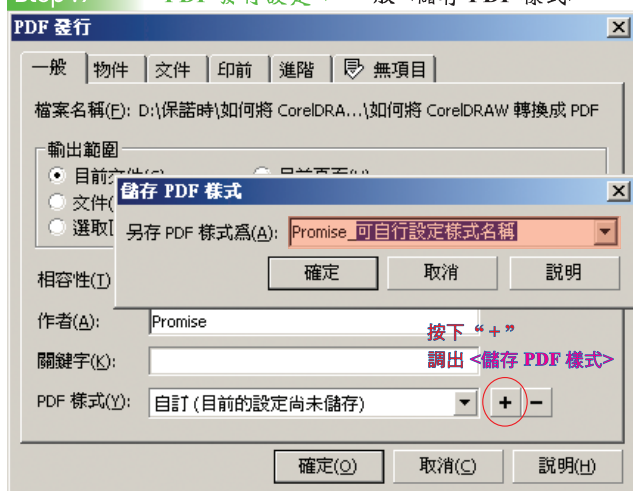 PDF 發行
一般 物件 文件 印前 進階 無項目
檔案名稱(F): D:\保諾時\如何將 CorelDRA...\如何將 CorelDRAW 轉換成 PDF
輸出範圍
目前文件 目前頁面
文件(
選取
儲存 PDF 樣式
另存 PDF 樣式為(A): Promise_可自行設定樣式名稱
確定 取消 說明
相容性(T)
作者(A): Promise
按下 “+”
關鍵字(K): 調出 <儲存 PDF 樣式>
PDF 樣式(Y): 自訂 (目前的設定尚未儲存) + −
確定(O) 取消(C) 說明(H)